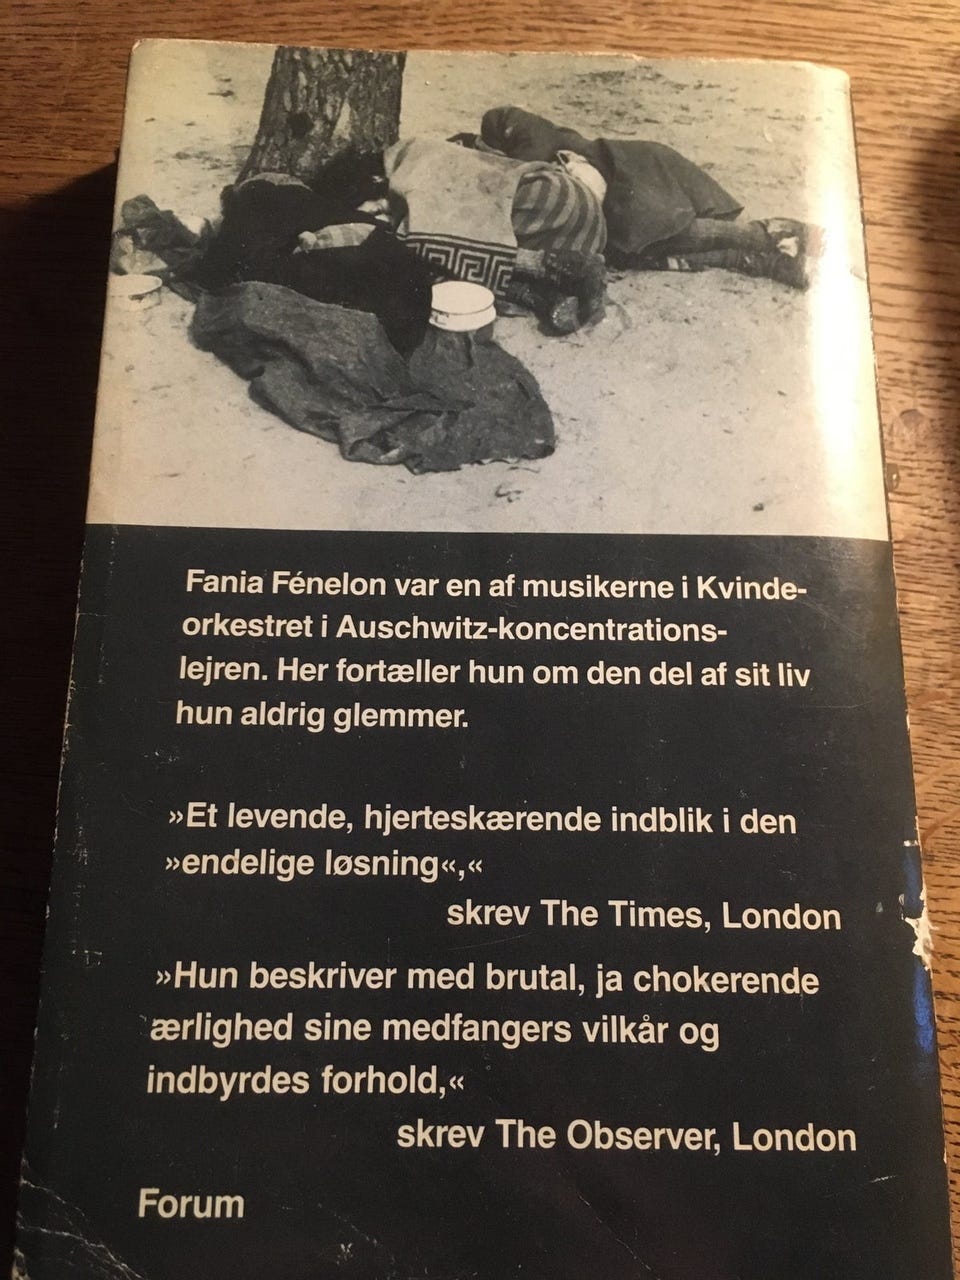 Fania Fénelon var en af musikerne i Kvinde-
orkestret i Auschwitz-koncentrations-
lejren. Her fortæller hun om den del af sit liv
hun aldrig glemmer.
»Et levende, hjerteskærende indblik i den
»endelige løsning«,«
skrev The Times, London
»Hun beskriver med brutal, ja chokerende
ærlighed sine medfangers vilkår og
indbyrdes forhold,«
skrev The Observer, London
Forum